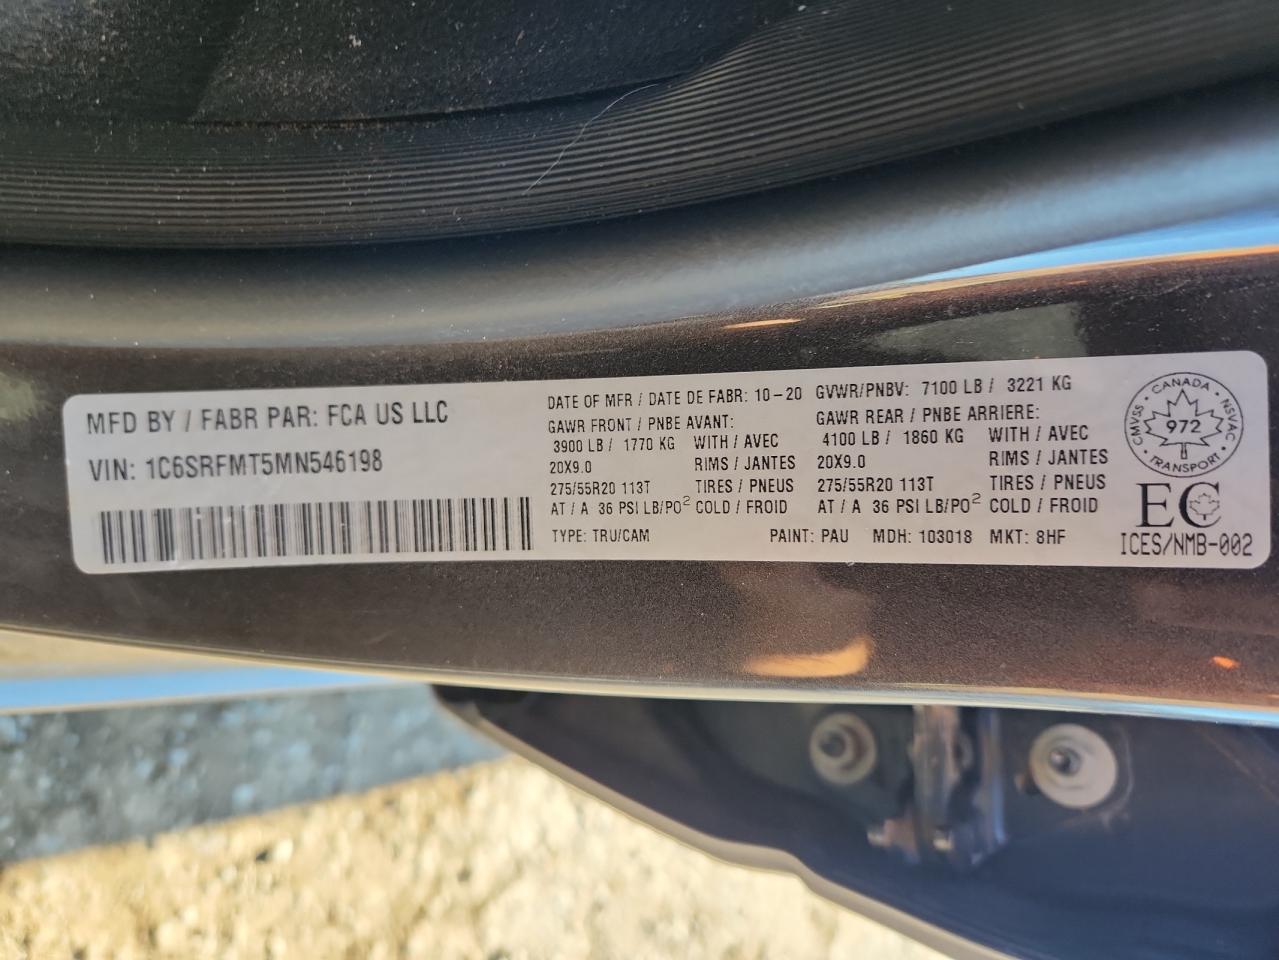 MFD BY / FABR PAR: FCA US LLC
VIN: 1C6SRFMT5MN546198
DATE OF MFR / DATE DE FABR: 10-20 GVWR/PNBV: 7100 LB / 3221 KG
GAWR FRONT / PNBE AVANT: GAWR REAR / PNBE ARRIERE:
3900 LB / 1770 KG WITH / AVEC 4100 LB / 1860 KG WITH / AVEC
20X9.0 RIMS / JANTES 20X9.0 RIMS / JANTES
275/55R20 113T TIRES / PNEUS 275/55R20 113T TIRES / PNEUS
AT / A 36 PSI LB/PO² COLD / FROID AT / A 36 PSI LB/PO² COLD / FROID
TYPE: TRU/CAM PAINT: PAU MDH: 103018 MKT: 8HF
CANADA
CMVSS 972 NSVAC
TRANSPORT
EC
ICES/NMB-002